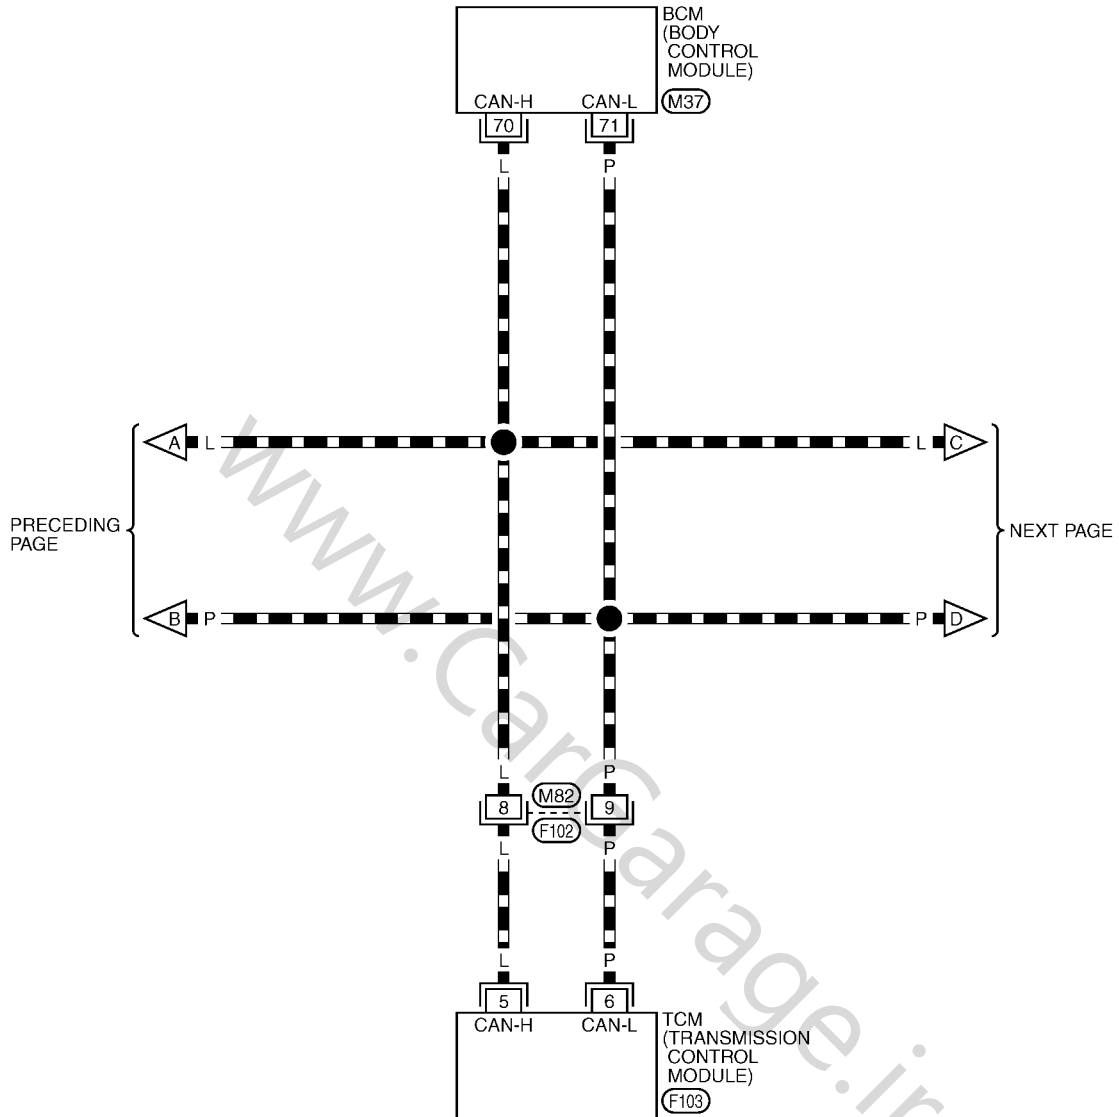 BCM
(BODY
CONTROL
MODULE)
CAN-H CAN-L M37
70 71
L P
A L L C
PRECEDING
PAGE
NEXT PAGE
B P P D
L P
8 M82 9
F102
L P
L P
5 6
CAN-H CAN-L
TCM
(TRANSMISSION
CONTROL
MODULE)
F103
www.CarGarage.ir